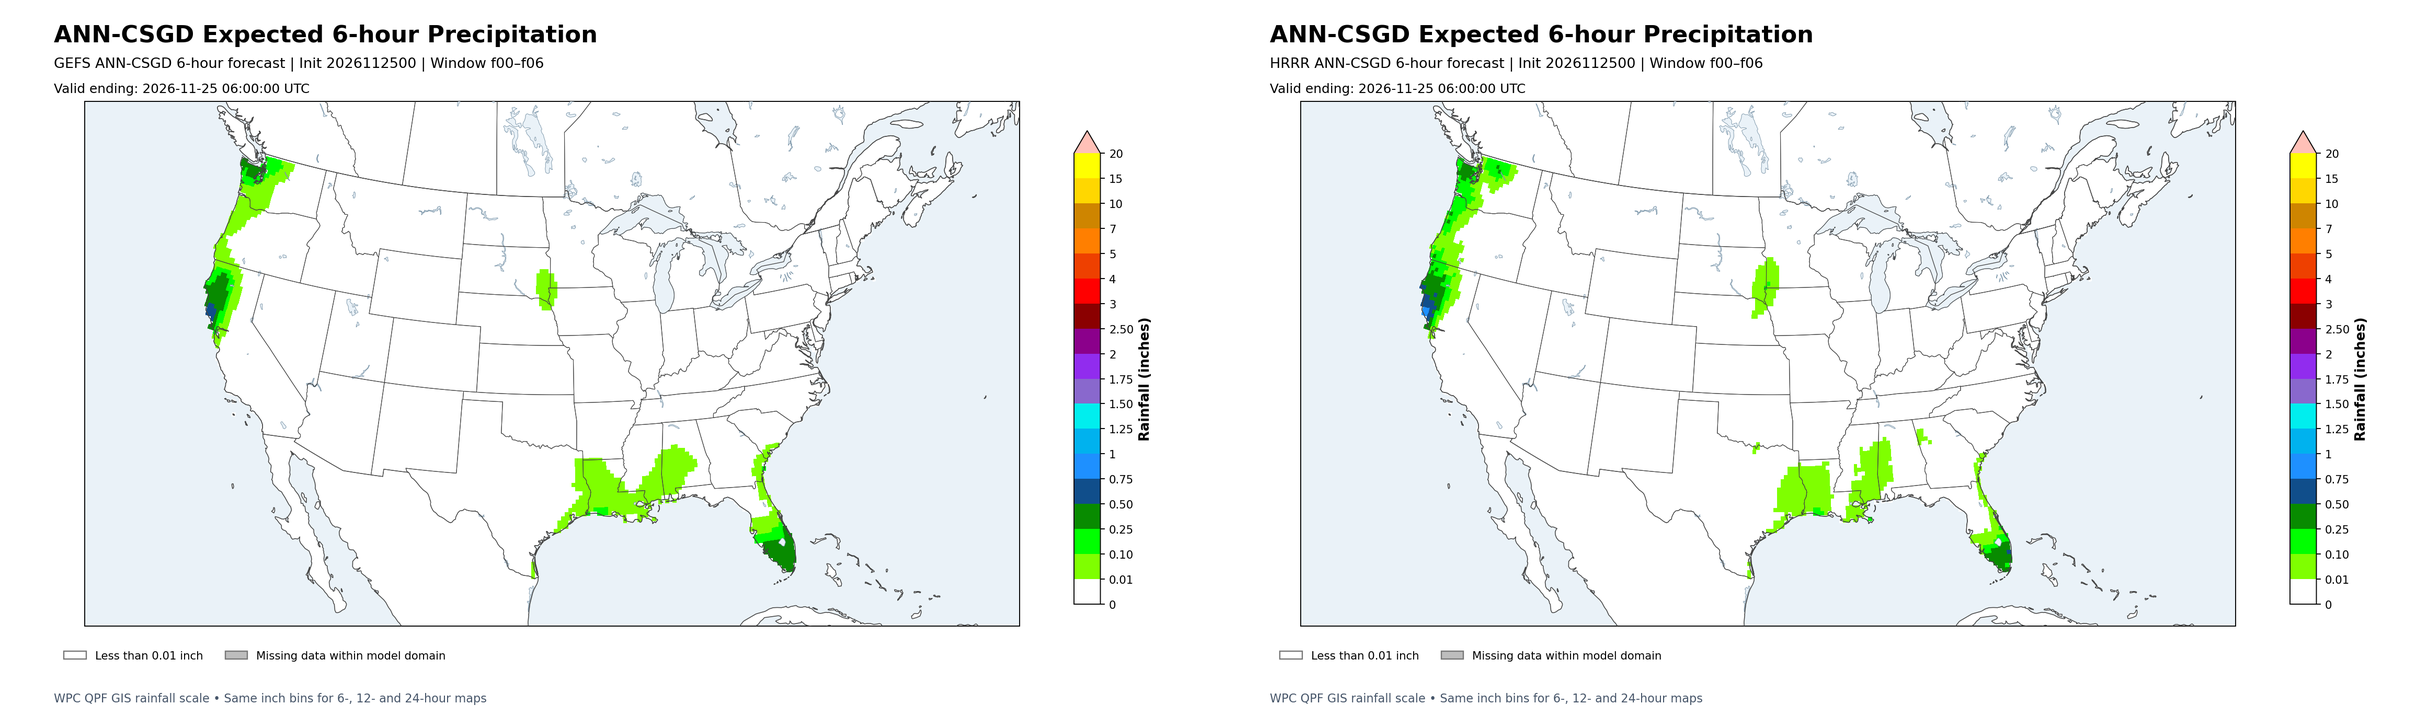 ANN-CSGD Expected 6-hour Precipitation
GEFS ANN-CSGD 6-hour forecast | Init 2026112500 | Window f00–f06
Valid ending: 2026-11-25 06:00:00 UTC
20
15
10
7
5
4
3
2.50
2
1.75
1.50
1.25
1
0.75
0.50
0.25
0.10
0.01
0
Rainfall (inches)
Less than 0.01 inch
Missing data within model domain
WPC QPF GIS rainfall scale • Same inch bins for 6-, 12- and 24-hour maps
ANN-CSGD Expected 6-hour Precipitation
HRRR ANN-CSGD 6-hour forecast | Init 2026112500 | Window f00–f06
Valid ending: 2026-11-25 06:00:00 UTC
20
15
10
7
5
4
3
2.50
2
1.75
1.50
1.25
1
0.75
0.50
0.25
0.10
0.01
0
Rainfall (inches)
Less than 0.01 inch
Missing data within model domain
WPC QPF GIS rainfall scale • Same inch bins for 6-, 12- and 24-hour maps